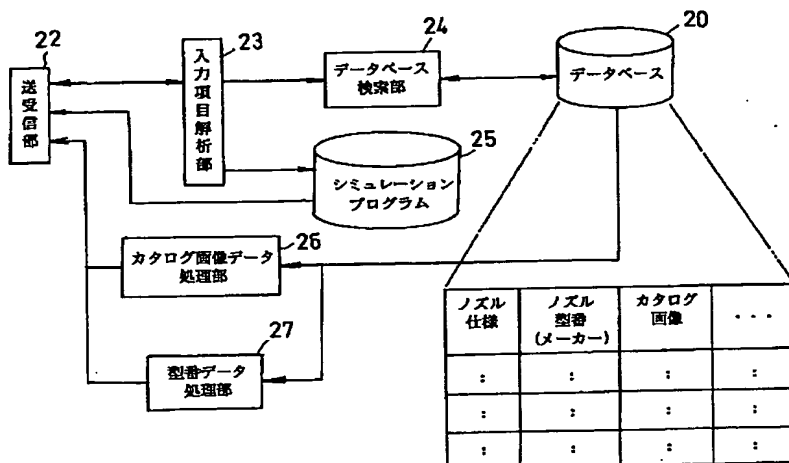 22
送受信部
23
入力項目解析部
24
データベース
検索部
20
データベース
25
シミュレーション
プログラム
26
カタログ画像データ
処理部
27
型番データ
処理部
ノズル
仕様
ノズル
型番
(メーカー)
カタログ
画像
・・・
: : : :
: : : :
: : : :